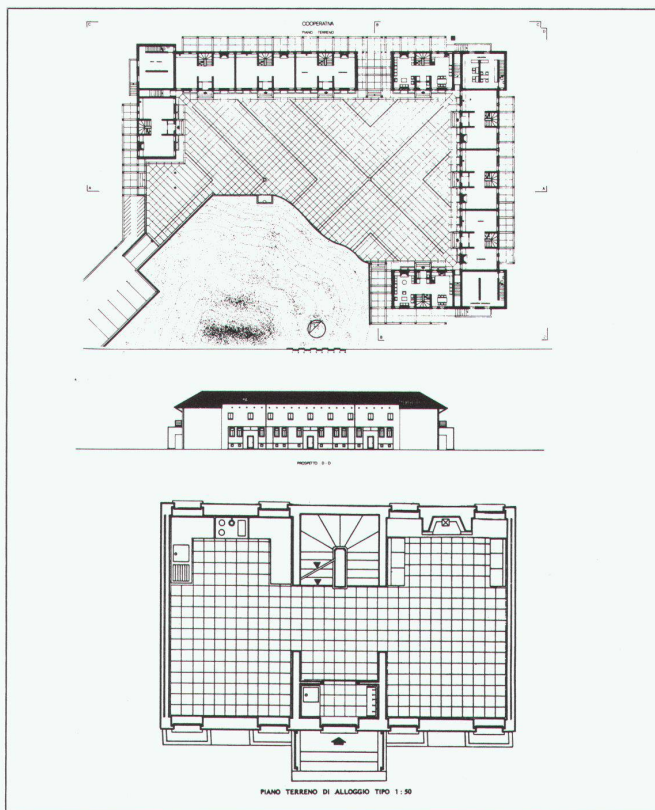 COOPERATIVA
PIANO TERRENO
PROSPETTO D - D
PIANO TERRENO DI ALLOGGIO TIPO 1 : 50